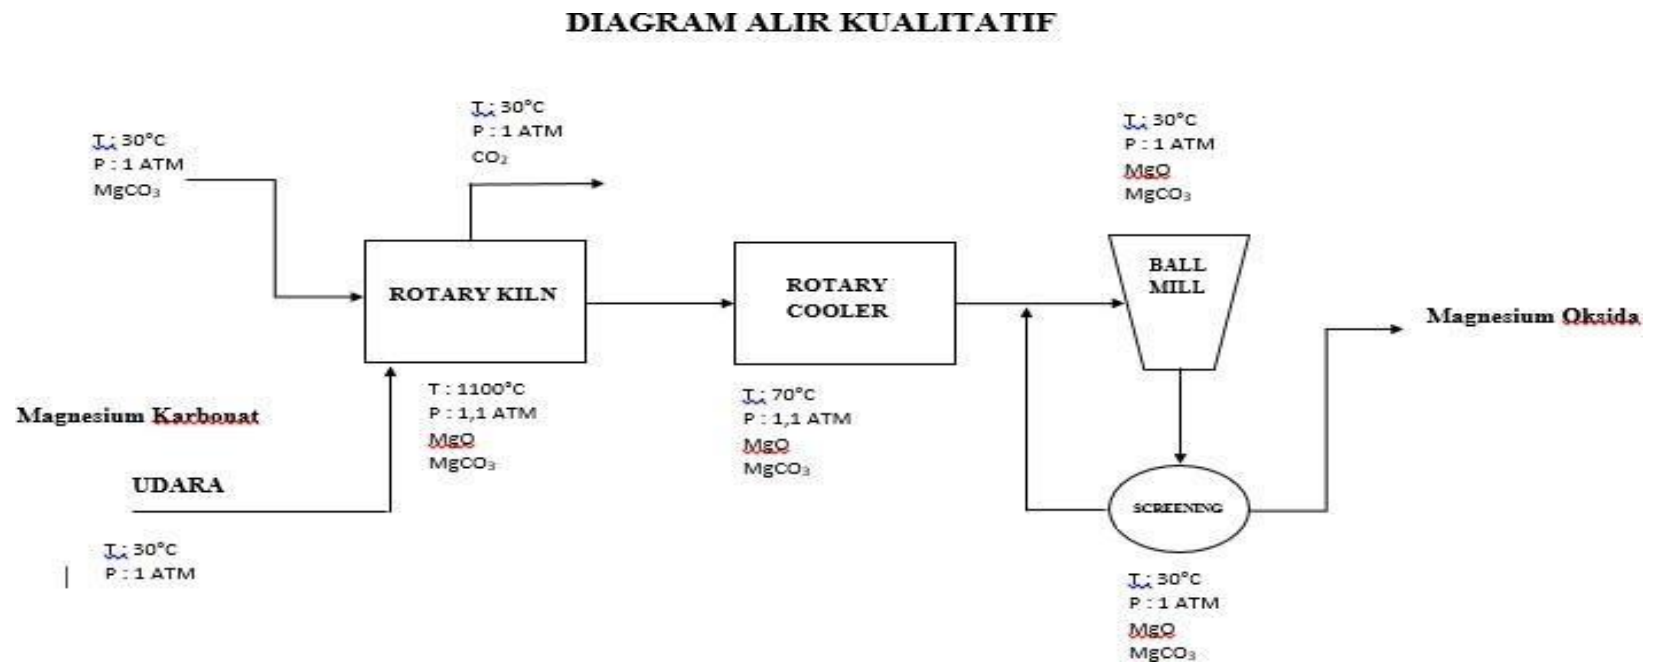 DIAGRAM ALIR KUALITATIF
T : 30°C
P : 1 ATM
MgCO₃
T : 30°C
P : 1 ATM
CO₂
T : 30°C
P : 1 ATM
MgO
MgCO₃
ROTARY KILN
ROTARY
COOLER
BALL
MILL
Magnesium Oksida
T : 1100°C
P : 1,1 ATM
MgO
MgCO₃
T : 70°C
P : 1,1 ATM
MgO
MgCO₃
Magnesium Karbonat
UDARA
T : 30°C
P : 1 ATM
SCREENING
T : 30°C
P : 1 ATM
MgO
MgCO₃